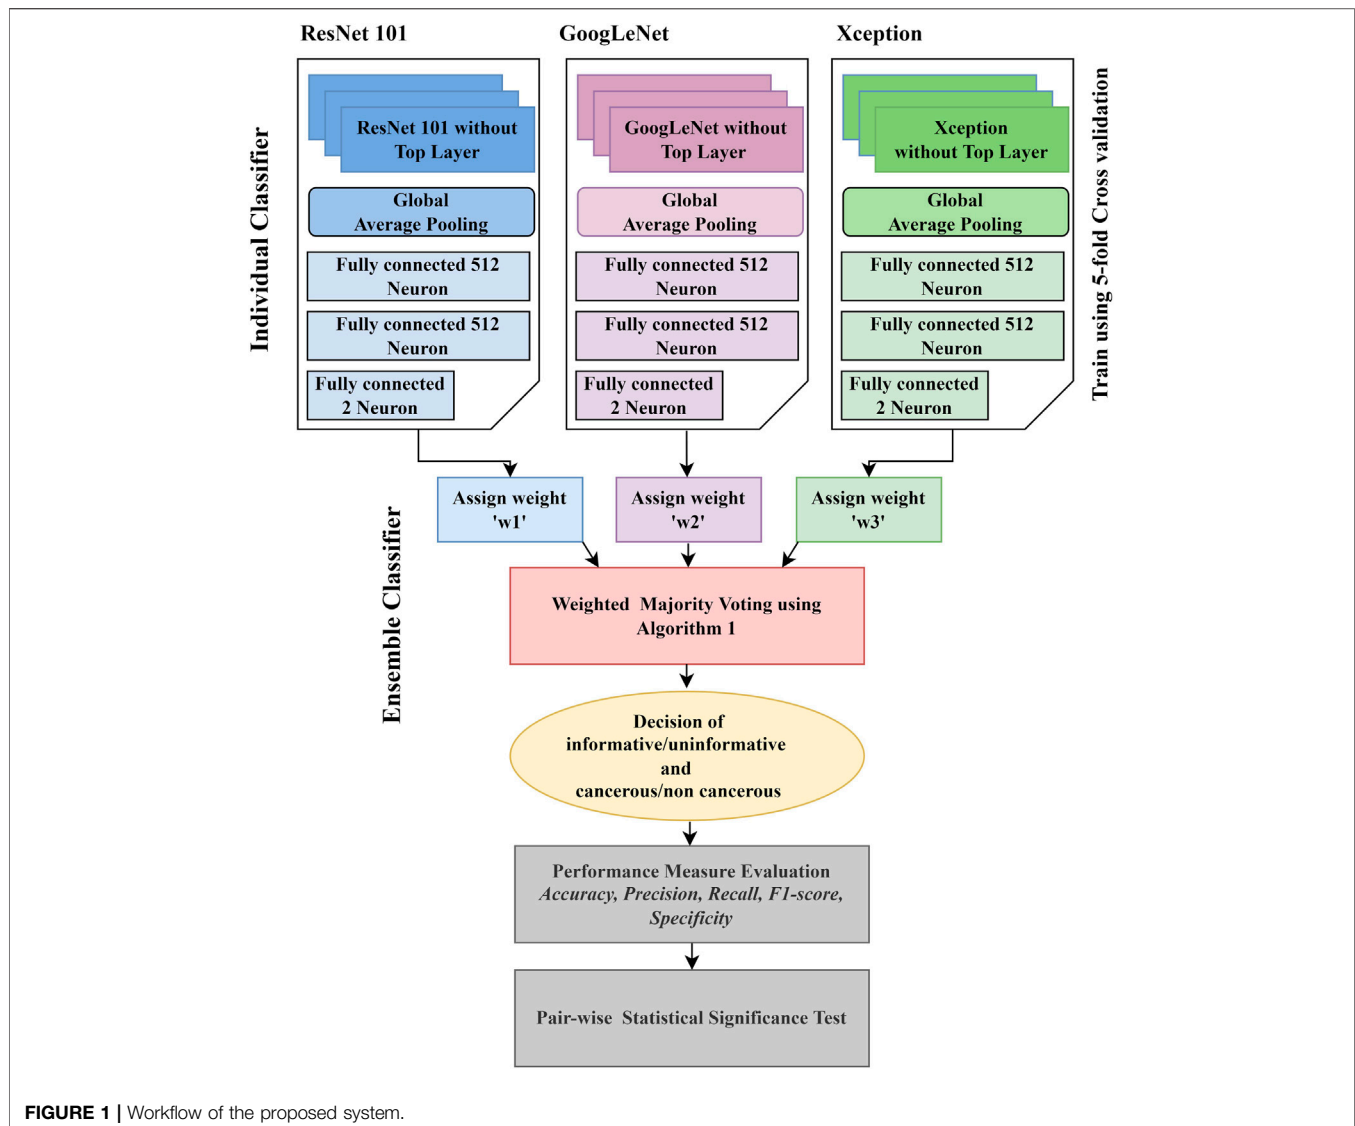 ResNet 101
GoogLeNet
Xception
Individual Classifier
ResNet 101 without
Top Layer
Global
Average Pooling
Fully connected 512
Neuron
Fully connected 512
Neuron
Fully connected
2 Neuron
GoogLeNet without
Top Layer
Global
Average Pooling
Fully connected 512
Neuron
Fully connected 512
Neuron
Fully connected
2 Neuron
Xception
without Top Layer
Global
Average Pooling
Fully connected 512
Neuron
Fully connected 512
Neuron
Fully connected
2 Neuron
Train using 5-fold Cross validation
Ensemble Classifier
Assign weight
'w1'
Assign weight
'w2'
Assign weight
'w3'
Weighted Majority Voting using
Algorithm 1
Decision of
informative/uninformative
and
cancerous/non cancerous
Performance Measure Evaluation
Accuracy, Precision, Recall, F1-score,
Specificity
Pair-wise Statistical Significance Test
FIGURE 1 | Workflow of the proposed system.